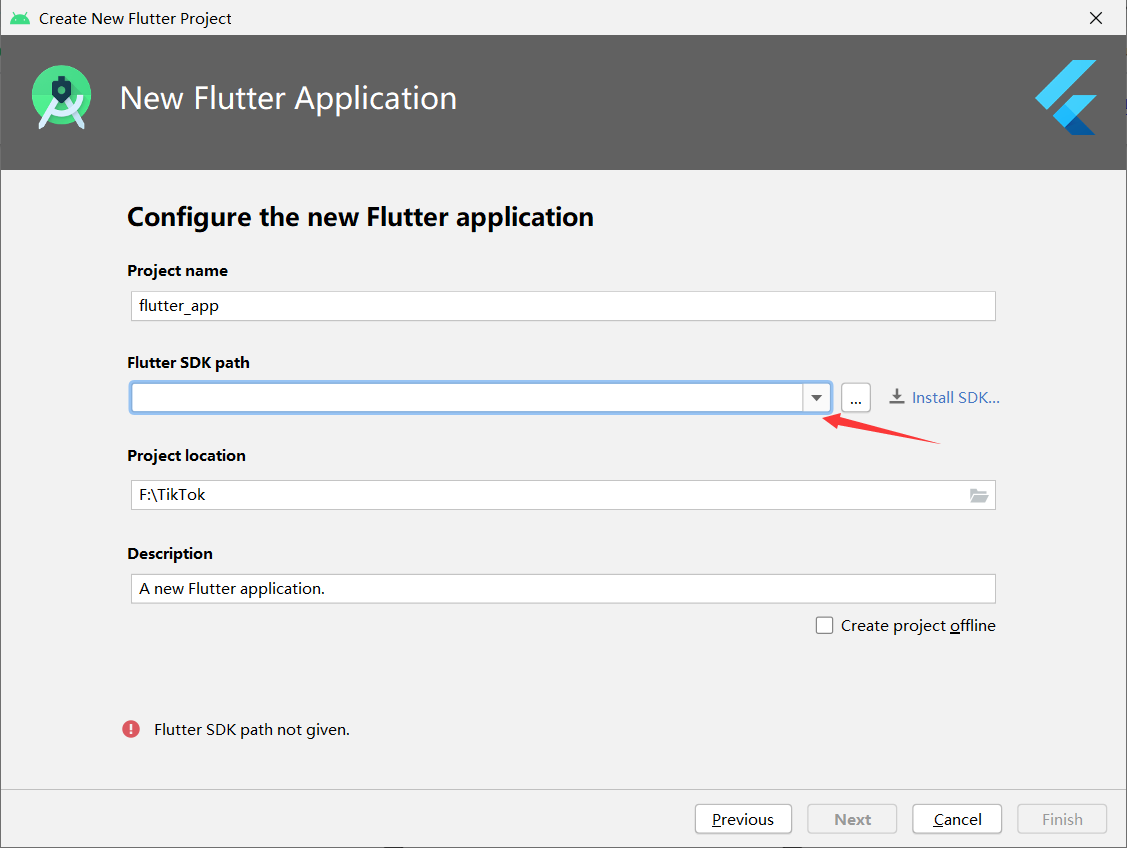 Create New Flutter Project
New Flutter Application
Configure the new Flutter application
Project name
flutter_app
Flutter SDK path
... Install SDK...
Project location
F:\TikTok
Description
A new Flutter application.
Create project offline
Flutter SDK path not given.
Previous Next Cancel Finish